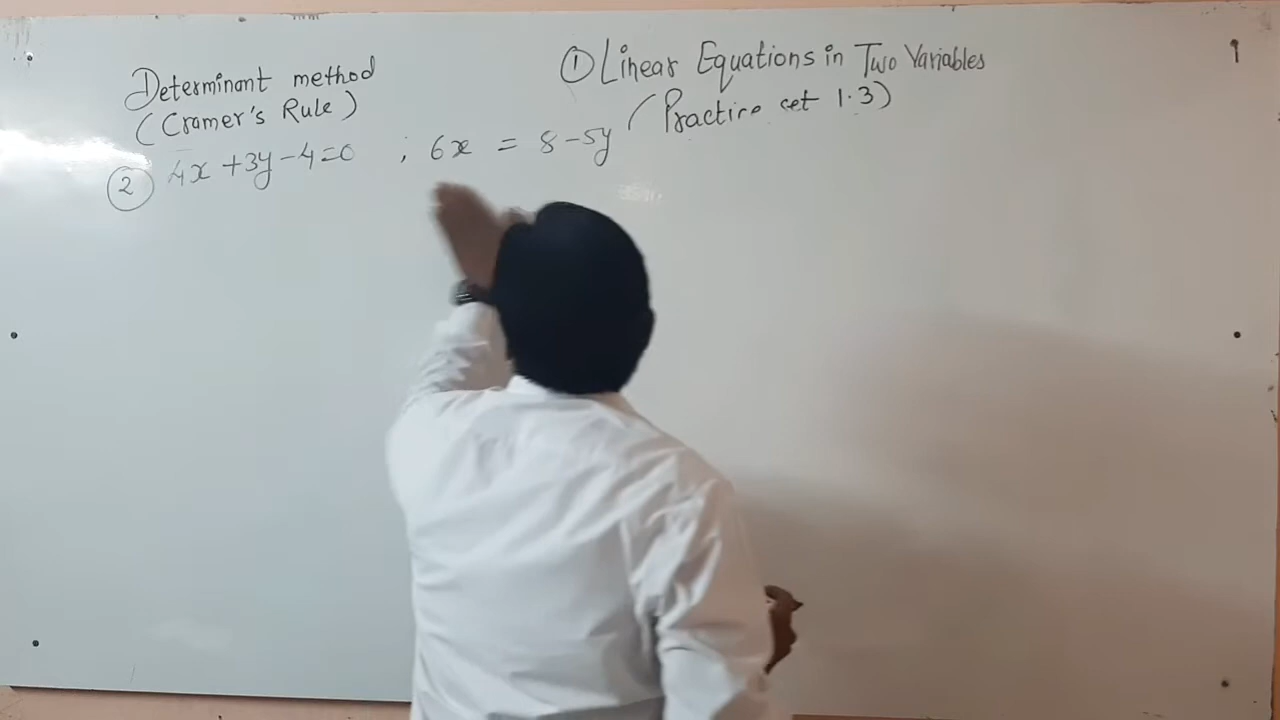 Determinant method
(Cramer's Rule)
② 4x + 3y - 4 = 0 ; 6x = 8 - 5y
① Linear Equations in Two Variables
(Practice set 1.3)